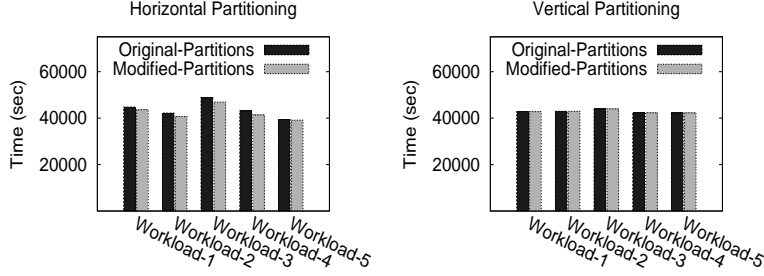 Horizontal Partitioning
Original-Partitions
Modified-Partitions
60000
40000
20000
Time (sec)
Workload-1
Workload-2
Workload-3
Workload-4
Workload-5
Vertical Partitioning
Original-Partitions
Modified-Partitions
60000
40000
20000
Time (sec)
Workload-1
Workload-2
Workload-3
Workload-4
Workload-5